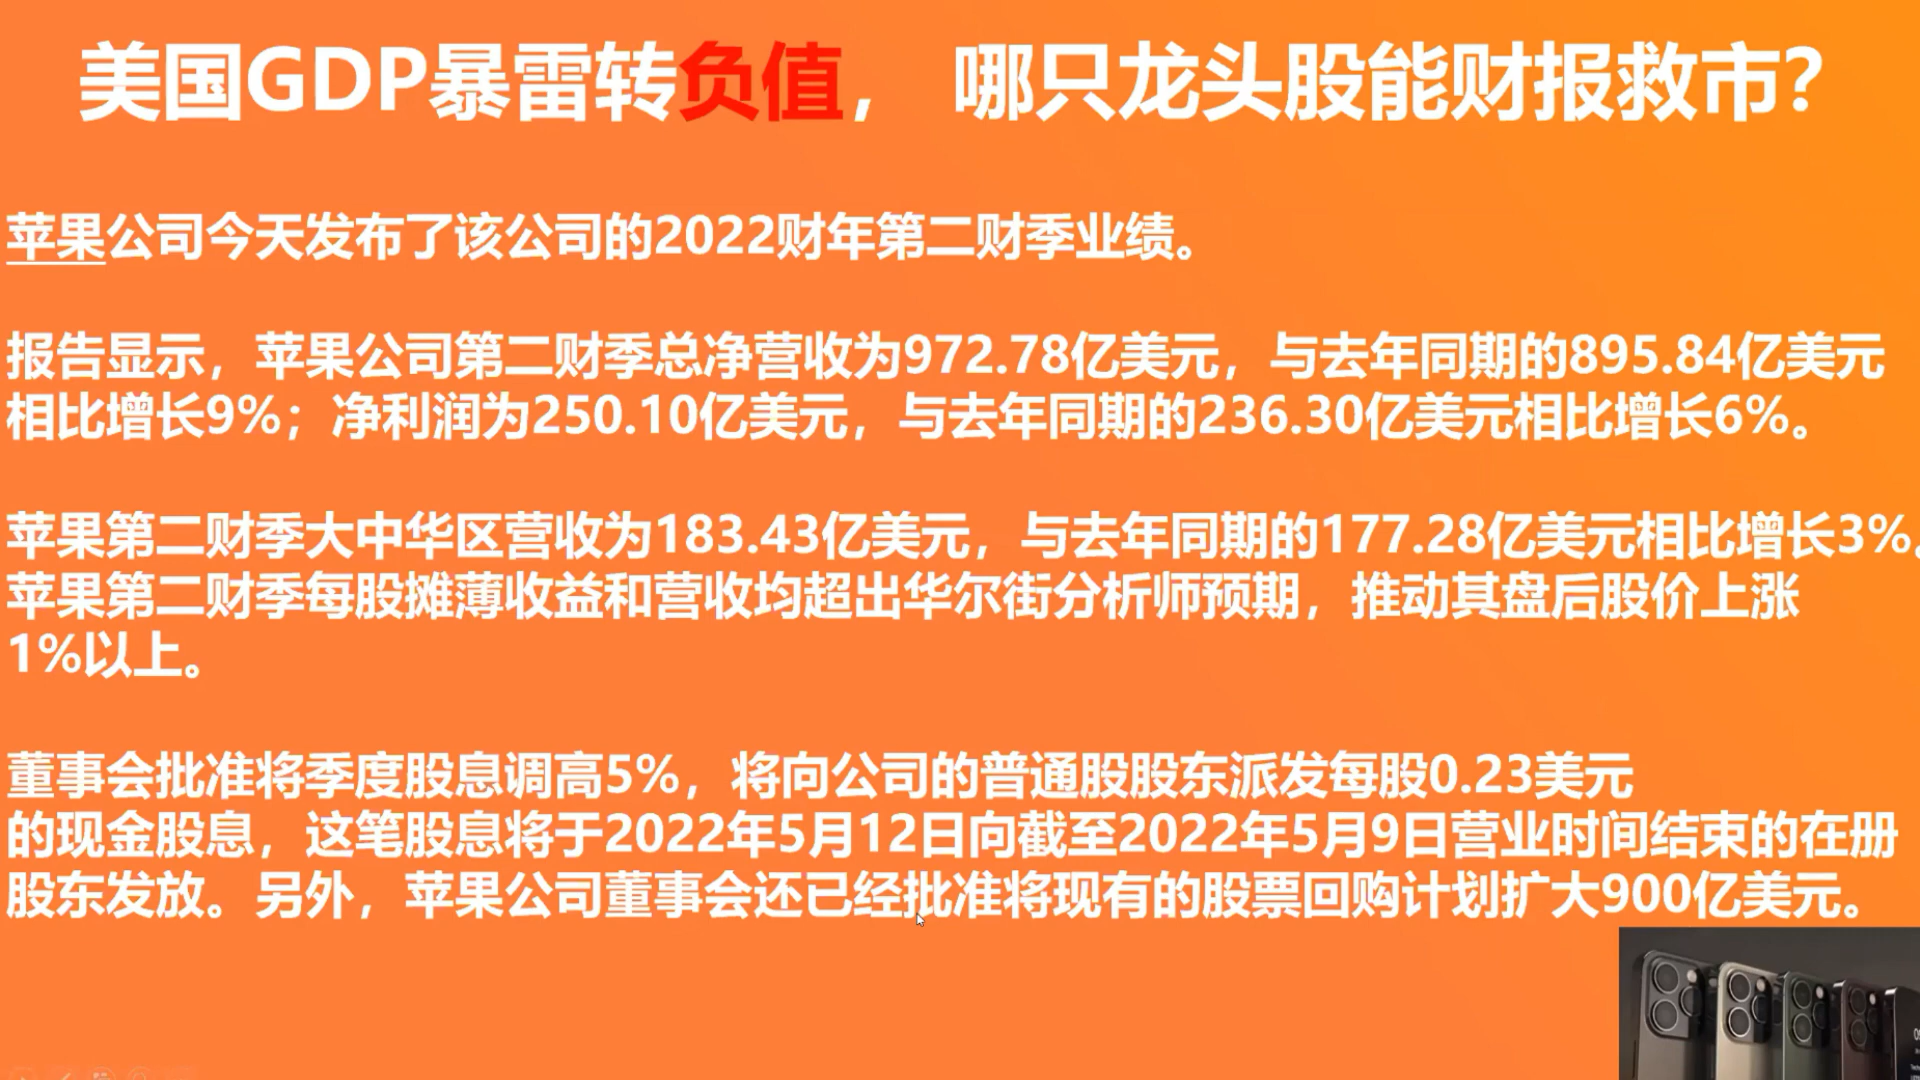 美国GDP暴雷转负值， 哪只龙头股能财报救市？
苹果公司今天发布了该公司的2022财年第二财季业绩。
报告显示，苹果公司第二财季总净营收为972.78亿美元，与去年同期的895.84亿美元
相比增长9%；净利润为250.10亿美元，与去年同期的236.30亿美元相比增长6%。
苹果第二财季大中华区营收为183.43亿美元，与去年同期的177.28亿美元相比增长3%。
苹果第二财季每股摊薄收益和营收均超出华尔街分析师预期，推动其盘后股价上涨
1%以上。
董事会批准将季度股息调高5%，将向公司的普通股股东派发每股0.23美元
的现金股息，这笔股息将于2022年5月12日向截至2022年5月9日营业时间结束的在册
股东发放。另外，苹果公司董事会还已经批准将现有的股票回购计划扩大900亿美元。